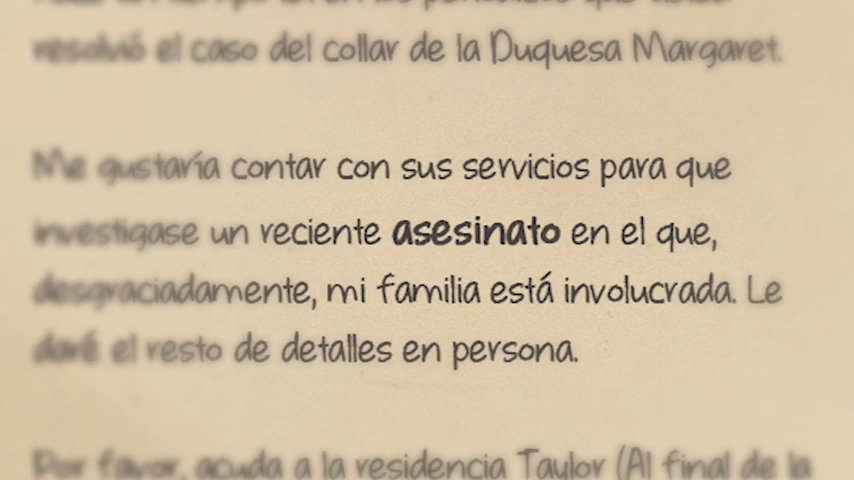 resolvió el caso del collar de la Duquesa Margaret.
Me gustaría contar con sus servicios para que
investigase un reciente asesinato en el que,
desgraciadamente, mi familia está involucrada. Le
daré el resto de detalles en persona.
Por favor, acuda a la residencia Taylor (Al final de la